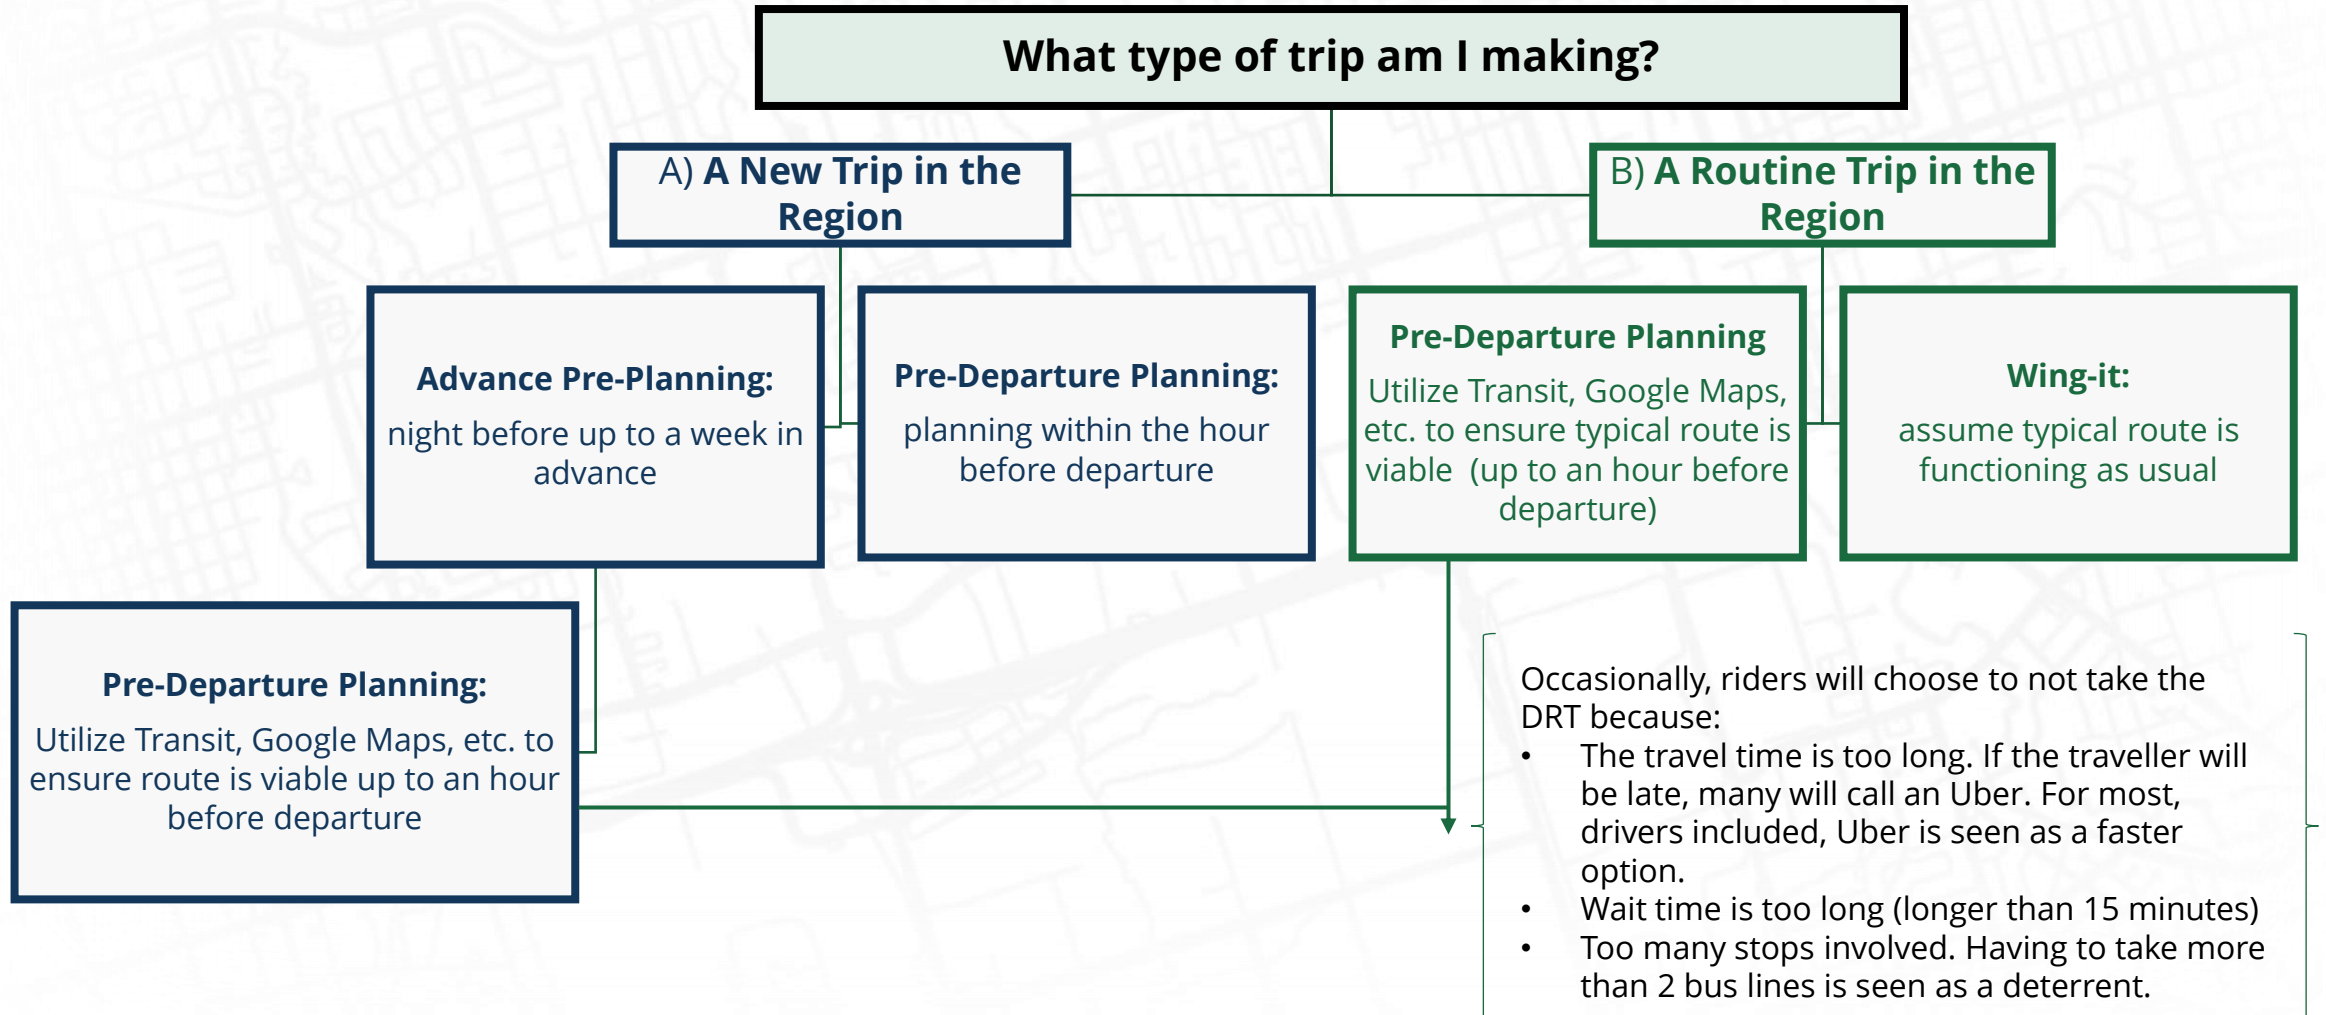 What type of trip am I making?
A) A New Trip in the
Region
B) A Routine Trip in the
Region
Advance Pre-Planning:
night before up to a week in
advance
Pre-Departure Planning:
planning within the hour
before departure
Pre-Departure Planning
Utilize Transit, Google Maps,
etc. to ensure typical route is
viable  (up to an hour before
departure)
Wing-it:
assume typical route is
functioning as usual
Pre-Departure Planning:
Utilize Transit, Google Maps, etc. to
ensure route is viable up to an hour
before departure
Occasionally, riders will choose to not take the
DRT because:
• The travel time is too long. If the traveller will
be late, many will call an Uber. For most,
drivers included, Uber is seen as a faster
option.
• Wait time is too long (longer than 15 minutes)
• Too many stops involved. Having to take more
than 2 bus lines is seen as a deterrent.